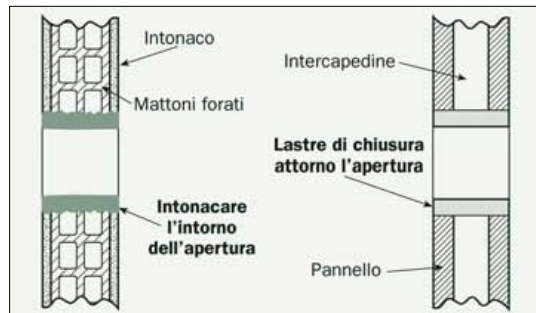 Intonaco
Mattoni forati
Intonacare
l'intorno
dell'apertura
Intercapedine
Lastre di chiusura
attorno l'apertura
Pannello